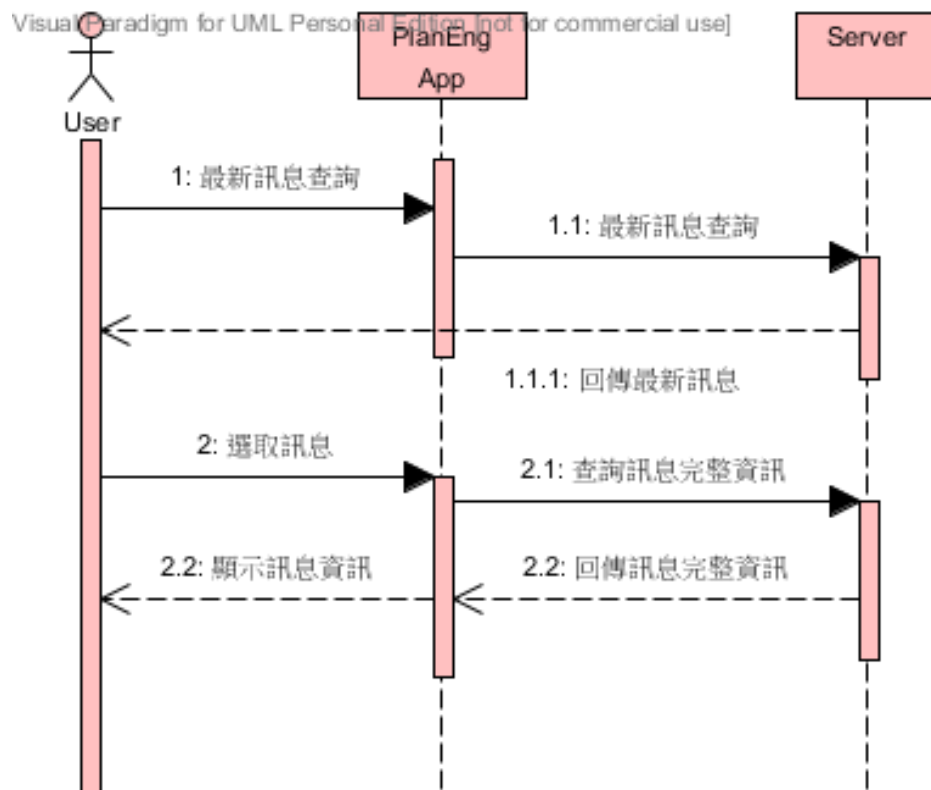 Visual Paradigm for UML Personal Edition [not for commercial use]
User
PlanEng
App
Server
1: 最新訊息查詢
1.1: 最新訊息查詢
1.1.1: 回傳最新訊息
2: 選取訊息
2.1: 查詢訊息完整資訊
2.2: 顯示訊息資訊
2.2: 回傳訊息完整資訊